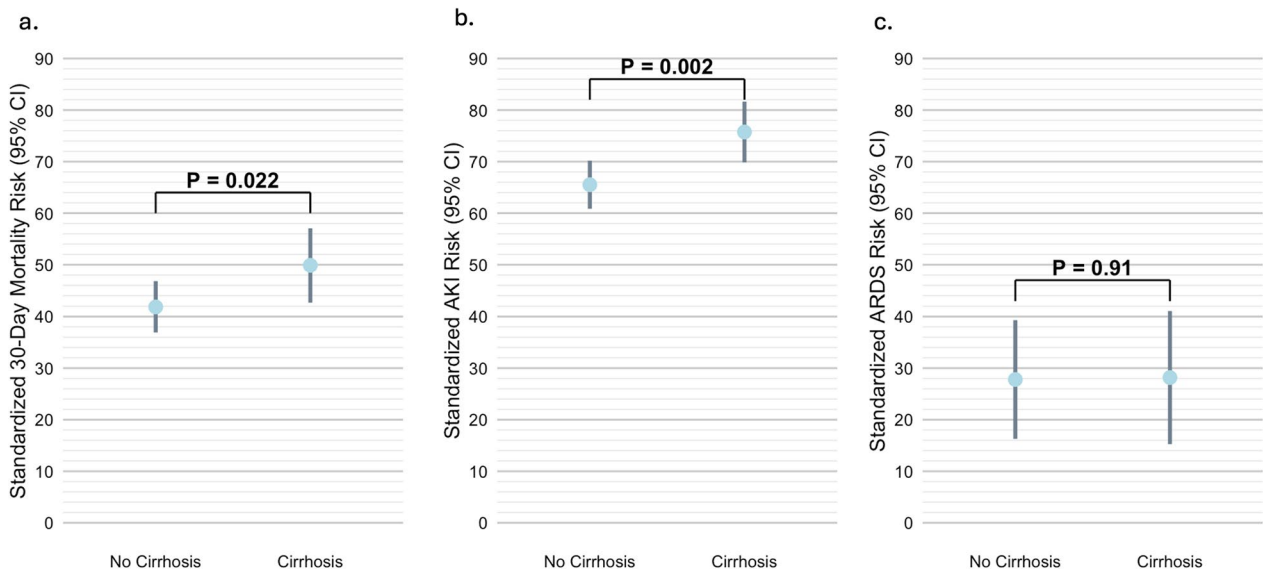 a.
Standardized 30-Day Mortality Risk (95% CI)
90
80
70
60
50
40
30
20
10
0
P = 0.022
No Cirrhosis
Cirrhosis
b.
Standardized AKI Risk (95% CI)
90
80
70
60
50
40
30
20
10
0
P = 0.002
No Cirrhosis
Cirrhosis
c.
Standardized ARDS Risk (95% CI)
90
80
70
60
50
40
30
20
10
0
P = 0.91
No Cirrhosis
Cirrhosis